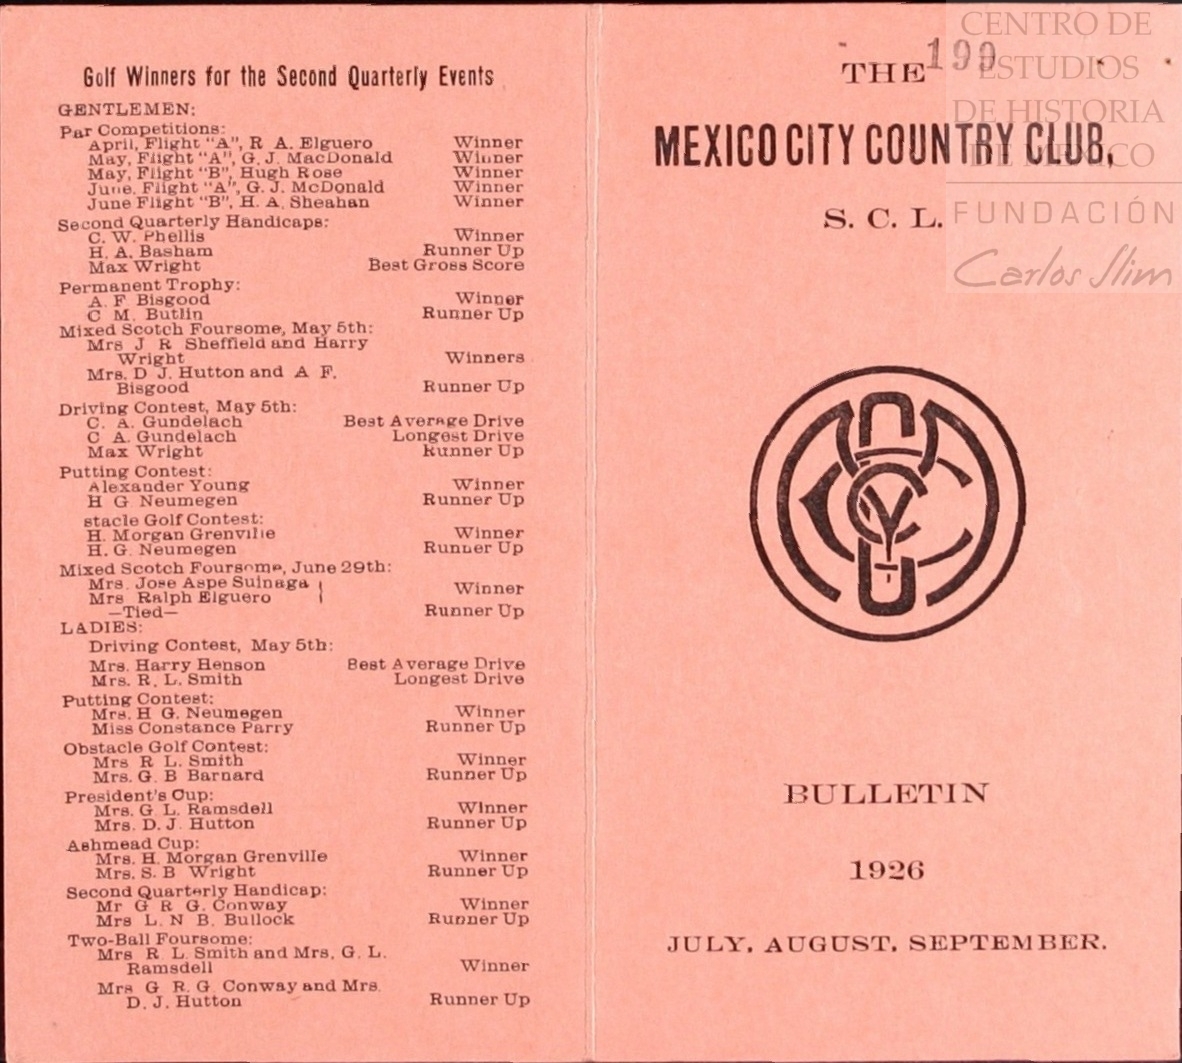 Golf Winners for the Second Quarterly Events
GENTLEMEN:
Par Competitions:
April, Flight "A", R A. Elguero Winner
May, Flight "A", G. J. MacDonald Winner
May, Flight "B", Hugh Rose Winner
June, Flight "A", G. J. McDonald Winner
June Flight "B", H. A. Sheahan Winner
Second Quarterly Handicaps:
C. W. Phellis Winner
H. A. Basham Runner Up
Max Wright Best Gross Score
Permanent Trophy:
A. F Bisgood Winner
C M. Butlin Runner Up
Mixed Scotch Foursome, May 5th:
Mrs J R Sheffield and Harry
Wright Winners
Mrs. D J. Hutton and A F.
Bisgood Runner Up
Driving Contest, May 5th:
C. A. Gundelach Best Average Drive
C A. Gundelach Longest Drive
Max Wright Runner Up
Putting Contest:
Alexander Young Winner
H G Neumegen Runner Up
stacle Golf Contest:
H. Morgan Grenville Winner
H. G. Neumegen Runner Up
Mixed Scotch Foursome, June 29th:
Mrs. Jose Aspe Suinaga
Mrs Ralph Elguero Winner
—Tied— Runner Up
LADIES:
Driving Contest, May 5th:
Mrs. Harry Henson Best Average Drive
Mrs. R. L. Smith Longest Drive
Putting Contest:
Mrs. H G. Neumegen Winner
Miss Constance Parry Runner Up
Obstacle Golf Contest:
Mrs R L. Smith Winner
Mrs. G. B Barnard Runner Up
President's Cup:
Mrs. G. L. Ramsdell Winner
Mrs. D. J. Hutton Runner Up
Ashmead Cup:
Mrs. H. Morgan Grenville Winner
Mrs. S. B Wright Runner Up
Second Quarterly Handicap:
Mr G R G. Conway Winner
Mrs L. N B. Bullock Runner Up
Two-Ball Foursome:
Mrs R L. Smith and Mrs, G. L.
Ramsdell Winner
Mrs G R. G. Conway and Mrs.
D. J. Hutton Runner Up
199
THE
MEXICO CITY COUNTRY CLUB,
S. C. L.
BULLETIN
1926
JULY, AUGUST, SEPTEMBER.
CENTRO DE
ESTUDIOS
DE HISTORIA
DE MÉXICO
FUNDACIÓN
Carlos Slim